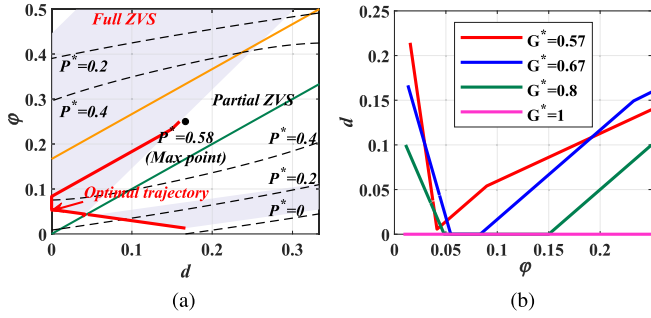 Full ZVS
P*=0.2
P*=0.4
Partial ZVS
P*=0.58
(Max point)
P*=0.4
P*=0.2
P*=0
Optimal trajectory
0.5
0.4
0.3
0.2
0.1
0
φ
0
0.1
0.2
0.3
d
(a)
G*=0.57
G*=0.67
G*=0.8
G*=1
0.25
0.2
0.15
0.1
0.05
0
d
0
0.05
0.1
0.15
0.2
φ
(b)